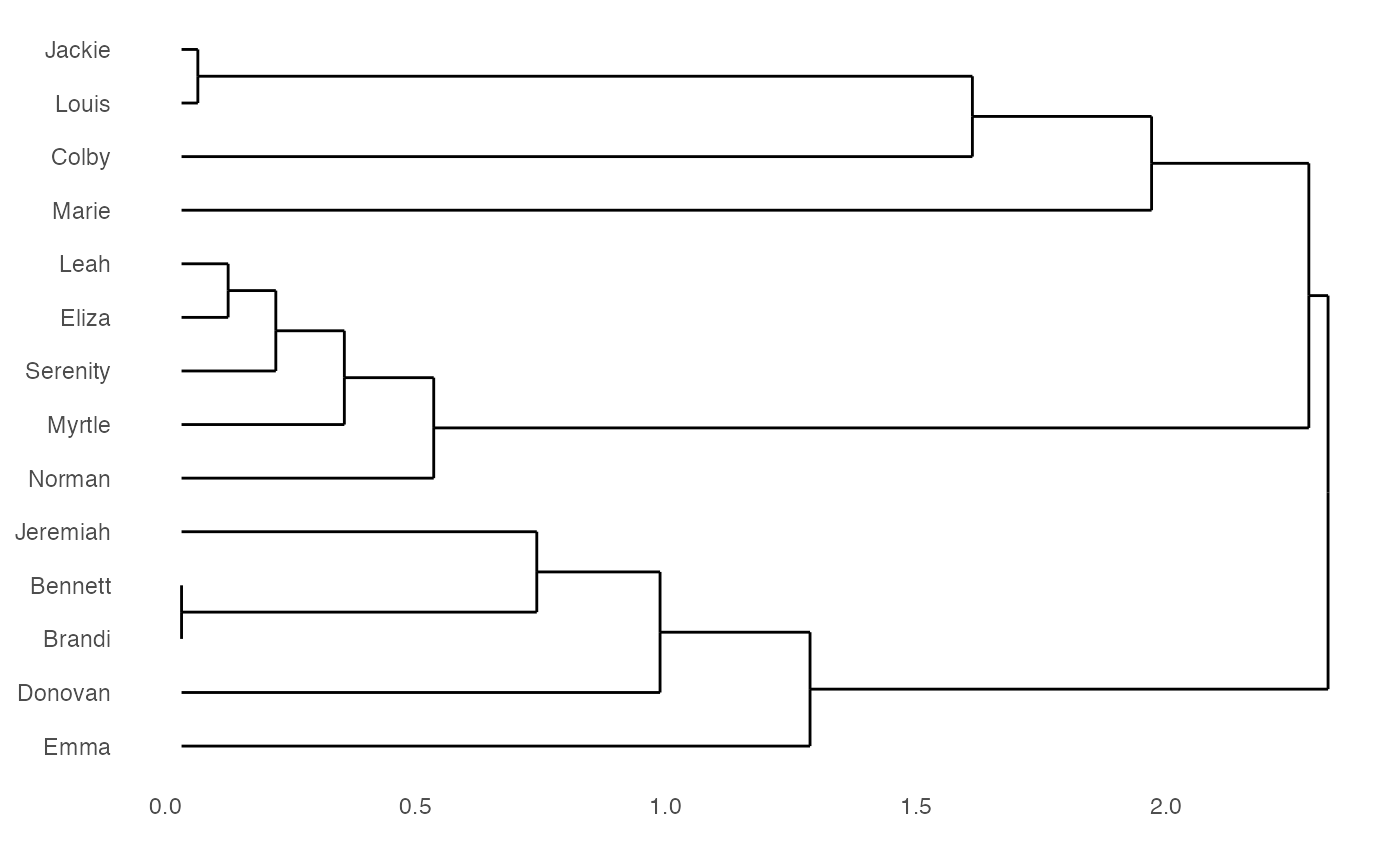 Jackie
Louis
Colby
Marie
Leah
Eliza
Serenity
Myrtle
Norman
Jeremiah
Bennett
Brandi
Donovan
Emma
0.0 0.5 1.0 1.5 2.0